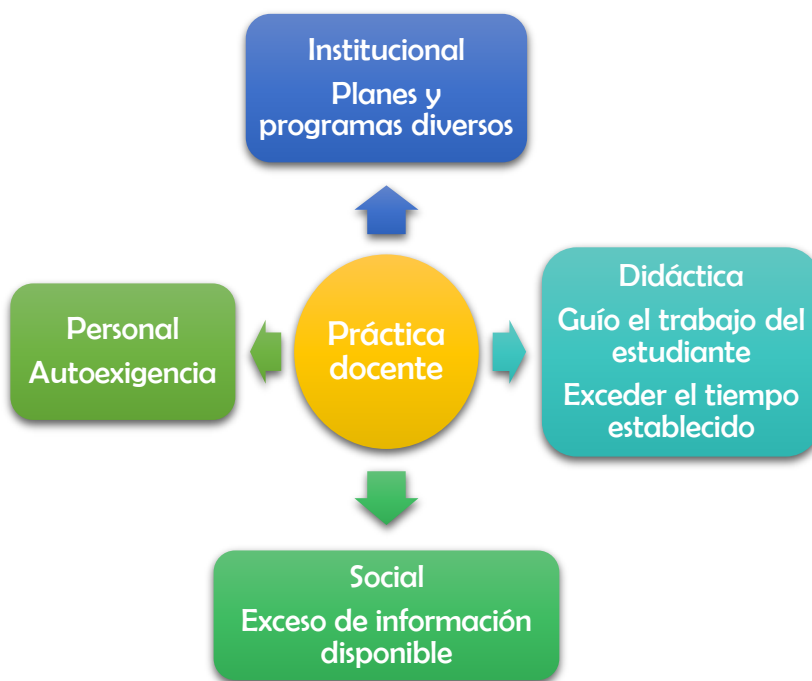 Institucional
Planes y
programas diversos
Personal
Autoexigencia
Práctica
docente
Didáctica
Guío el trabajo del
estudiante
Exceder el tiempo
establecido
Social
Exceso de información
disponible